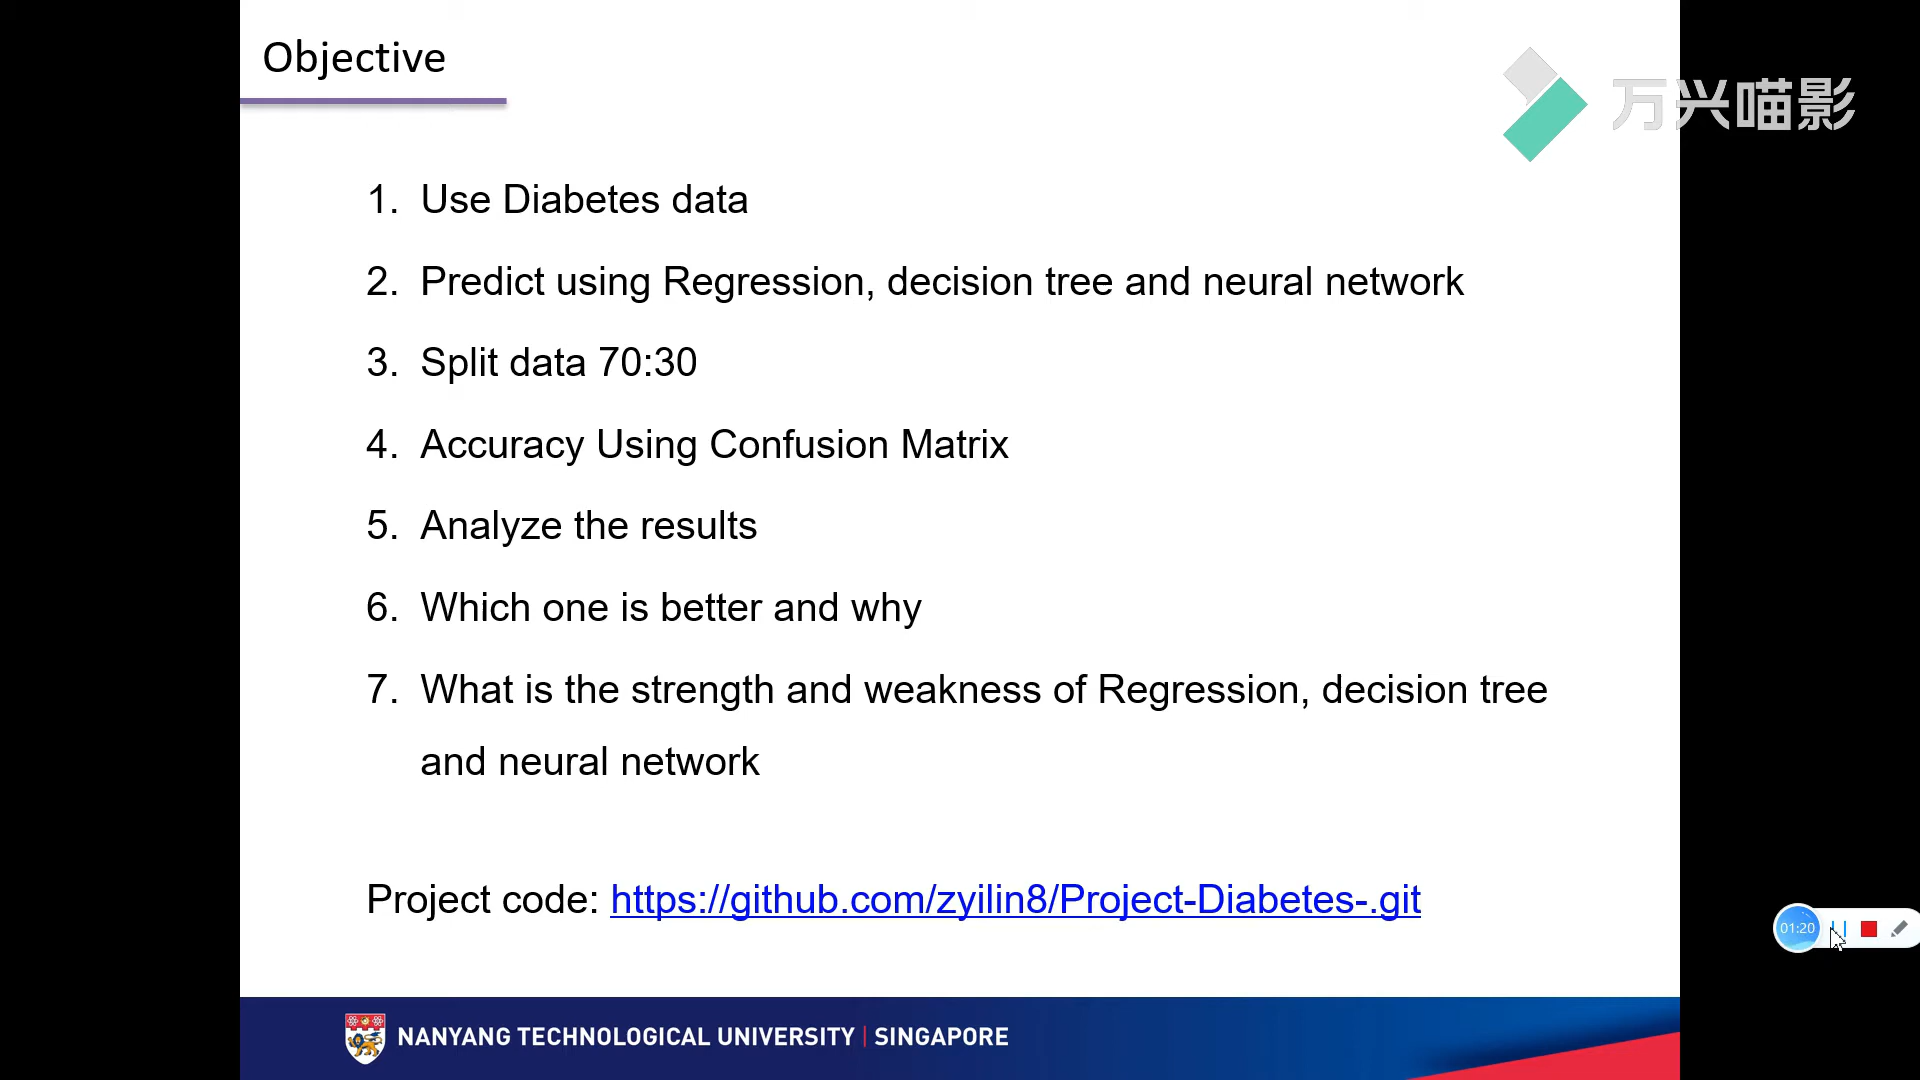 Objective
万兴喵影
1. Use Diabetes data
2. Predict using Regression, decision tree and neural network
3. Split data 70:30
4. Accuracy Using Confusion Matrix
5. Analyze the results
6. Which one is better and why
7. What is the strength and weakness of Regression, decision tree
and neural network
Project code: https://github.com/zyilin8/Project-Diabetes-.git
01:20
NANYANG TECHNOLOGICAL UNIVERSITY | SINGAPORE